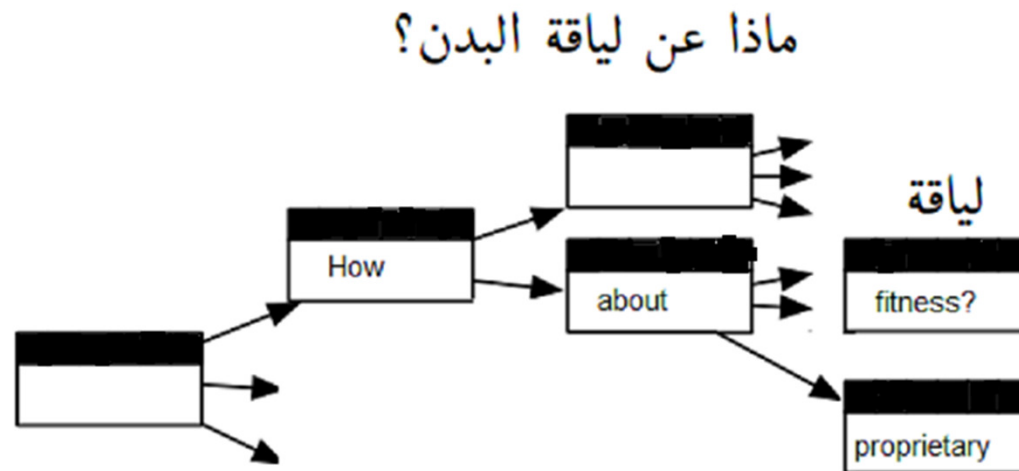 ماذا عن لياقة البدن؟
لياقة
How
about
fitness?
proprietary